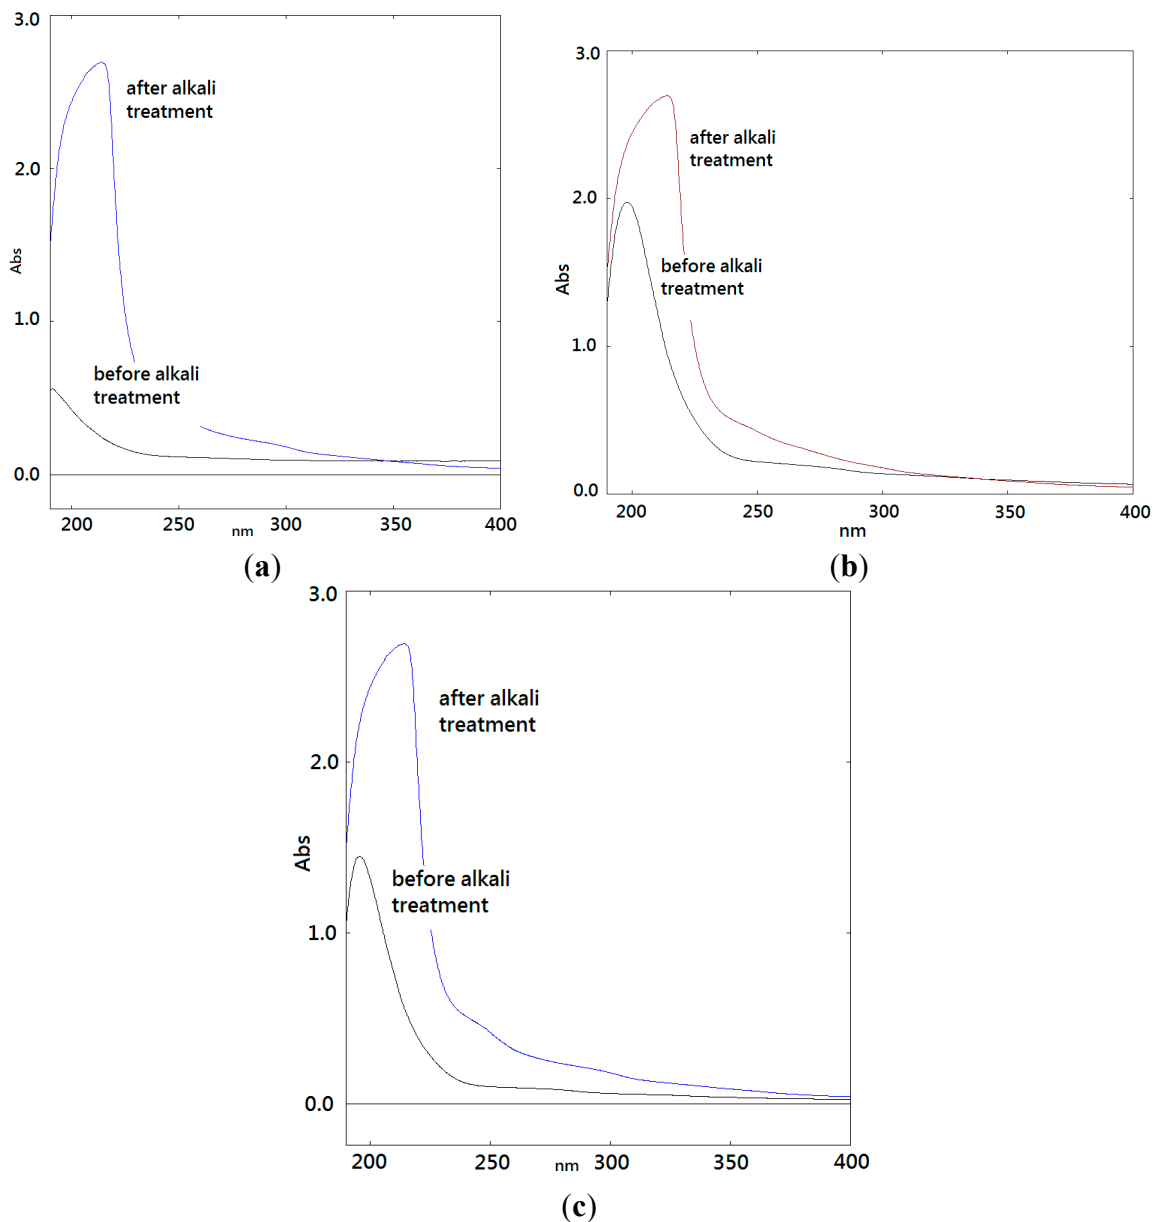 3.0
after alkali
treatment
2.0
Abs
1.0
before alkali
treatment
0.0
200 250 300 350 400
nm
(a)
3.0
after alkali
treatment
2.0
before alkali
treatment
Abs
1.0
0.0
200 250 300 350 400
nm
(b)
3.0
after alkali
treatment
2.0
Abs
before alkali
treatment
1.0
0.0
200 250 300 350 400
nm
(c)